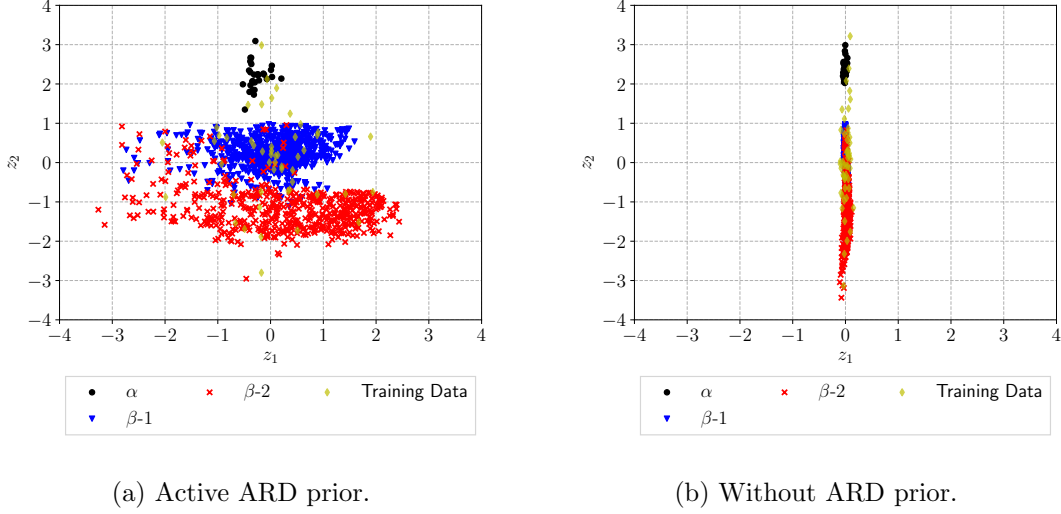 4
3
2
1
0
−1
−2
−3
−4
z2
−4 −3 −2 −1 0 1 2 3 4
z1
α β-2 Training Data
β-1
(a) Active ARD prior.
4
3
2
1
0
−1
−2
−3
−4
z2
−4 −3 −2 −1 0 1 2 3 4
z1
α β-2 Training Data
β-1
(b) Without ARD prior.